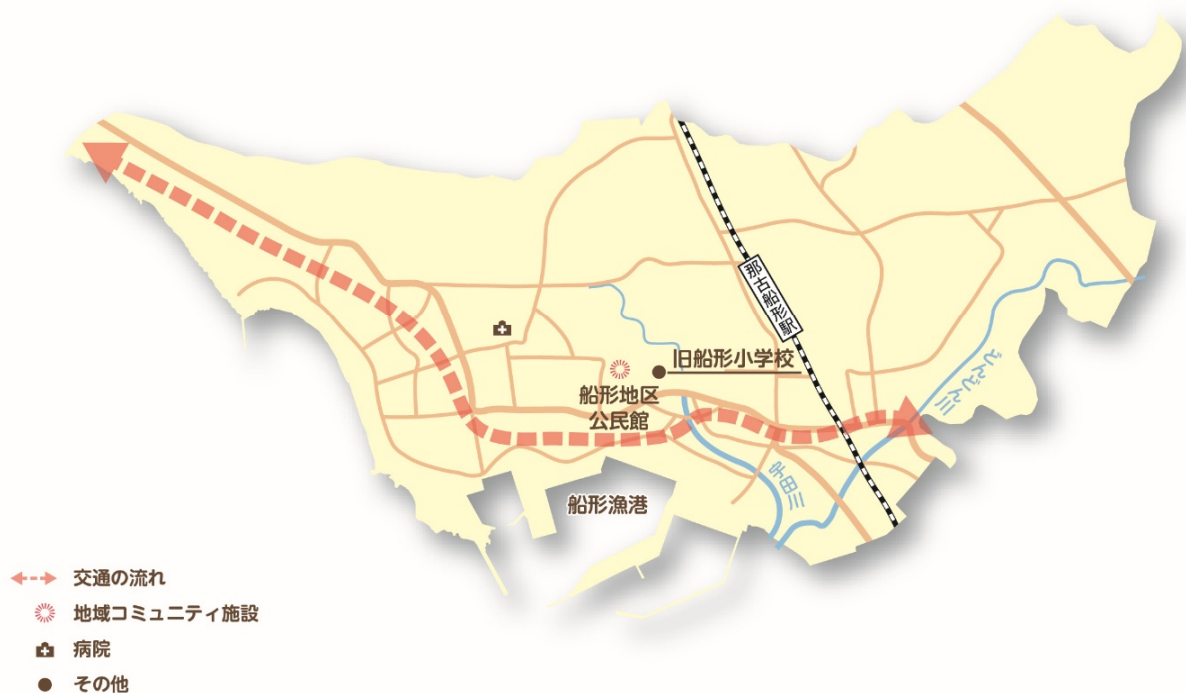 那古船形駅
旧船形小学校
船形地区
公民館
どんどん川
宇田川
船形漁港
交通の流れ
地域コミュニティ施設
病院
その他